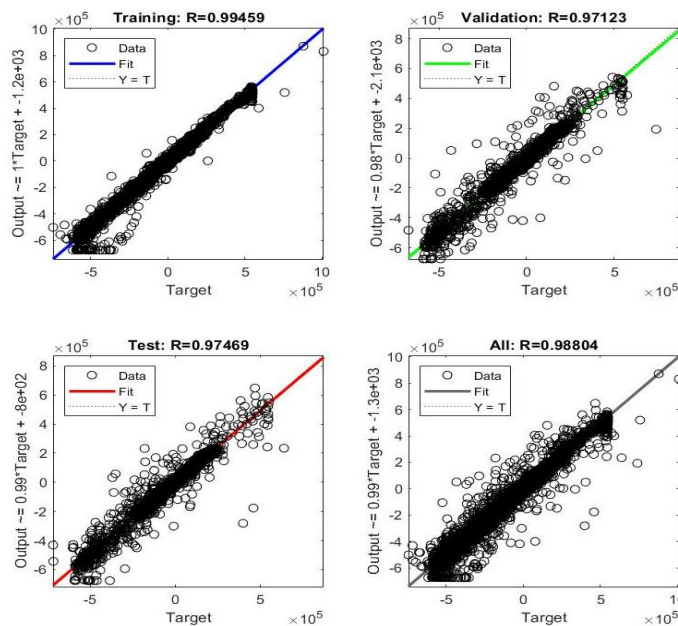 Training: R=0.99459
×10^5
Output ~= 1*Target + -1.2e+03
10
8
6
4
2
0
-2
-4
-6
Data
Fit
Y = T
-5
0
5
10
×10^5
Target
Validation: R=0.97123
×10^5
Output ~= 0.98*Target + -2.1e+03
8
6
4
2
0
-2
-4
-6
Data
Fit
Y = T
-5
0
5
×10^5
Target
Test: R=0.97469
×10^5
Output ~= 0.99*Target + -8e+02
8
6
4
2
0
-2
-4
-6
Data
Fit
Y = T
-5
0
5
×10^5
Target
All: R=0.98804
×10^5
Output ~= 0.99*Target + -1.3e+03
10
8
6
4
2
0
-2
-4
-6
Data
Fit
Y = T
-5
0
5
10
×10^5
Target